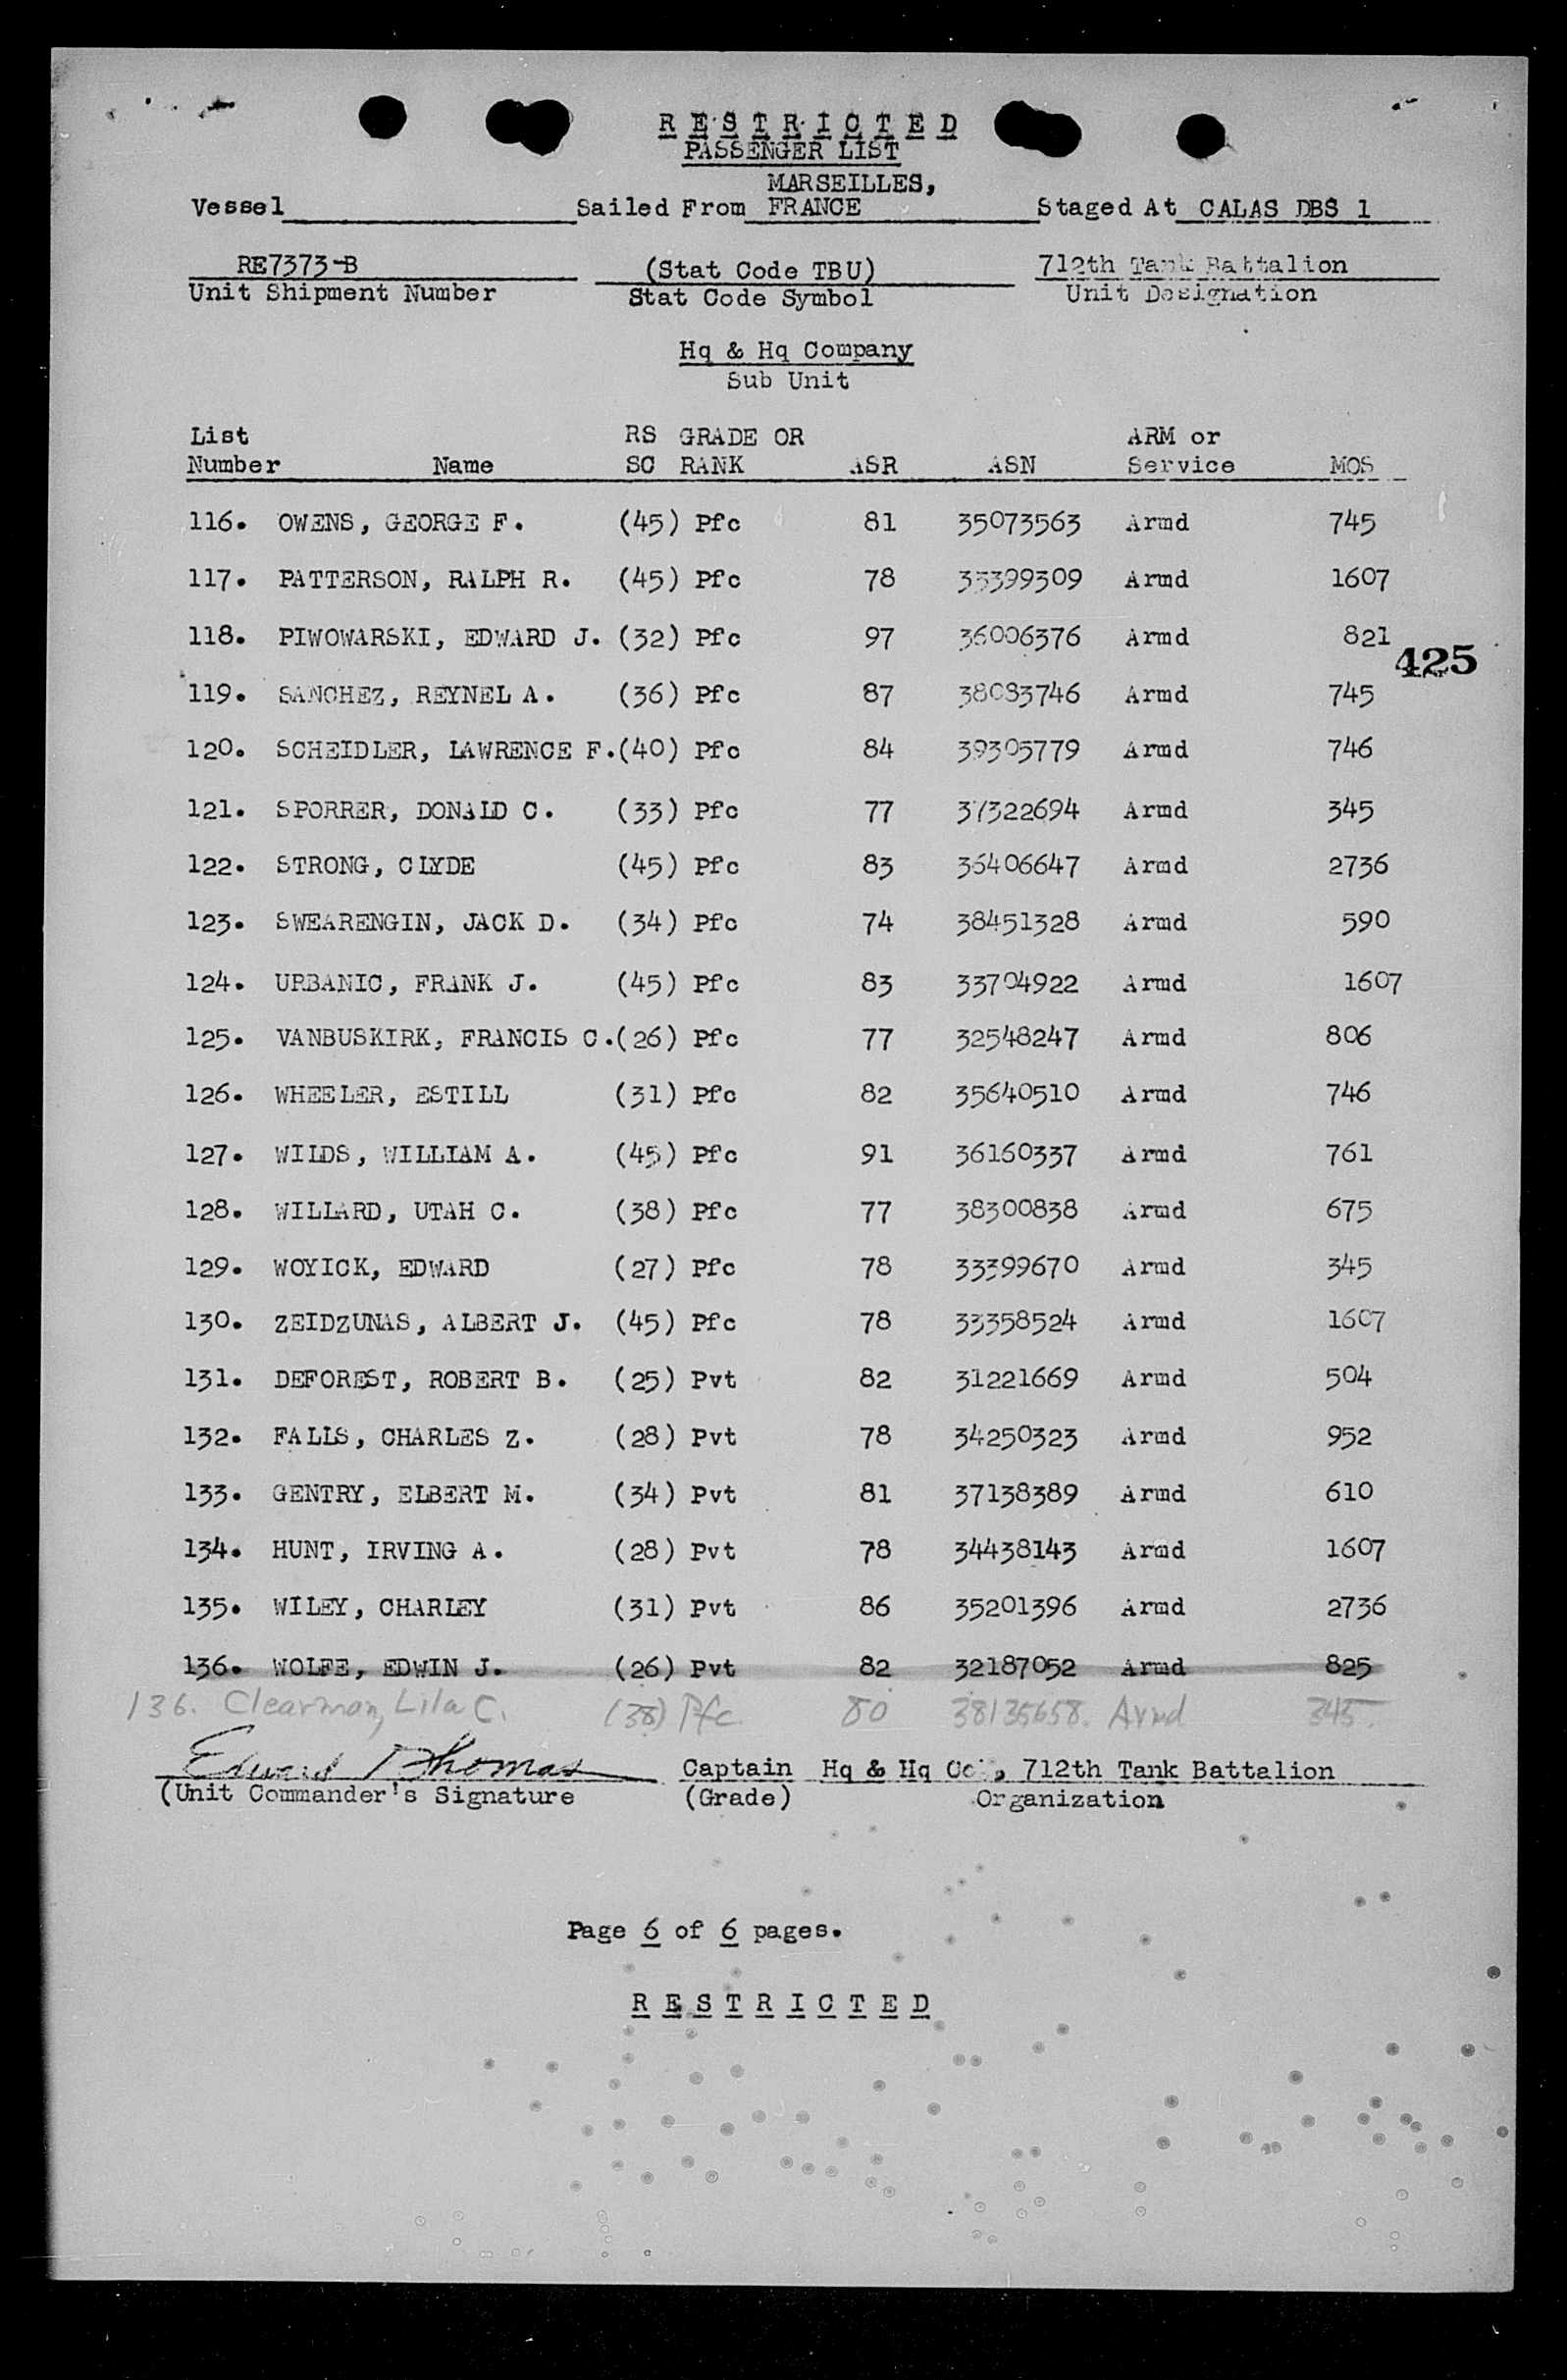 RESTRICTED
PASSENGER LIST
MARSEILLES,
Vessel Sailed From FRANCE Staged At CALAS DBS 1
RE7373-B (Stat Code TBU) 712th Tank Battalion
Unit Shipment Number Stat Code Symbol Unit Designation
Hq & Hq Company
Sub Unit
List RS GRADE OR ARM or
Number Name SC RANK ASR ASN Service MOS
116. OWENS, GEORGE F. (45) Pfc 81 35073563 Armd 745
117. PATTERSON, RALPH R. (45) Pfc 78 35399309 Armd 1607
118. PIWOWARSKI, EDWARD J. (32) Pfc 97 36006376 Armd 821
425
119. SANCHEZ, REYNEL A. (36) Pfc 87 38083746 Armd 745
120. SCHEIDLER, LAWRENCE F.(40) Pfc 84 39305779 Armd 746
121. SPORRER, DONALD C. (33) Pfc 77 37322694 Armd 345
122. STRONG, CLYDE (45) Pfc 83 36406647 Armd 2736
123. SWEARENGIN, JACK D. (34) Pfc 74 38451328 Armd 590
124. URBANIC, FRANK J. (45) Pfc 83 33704922 Armd 1607
125. VANBUSKIRK, FRANCIS C.(26) Pfc 77 32548247 Armd 806
126. WHEELER, ESTILL (31) Pfc 82 35640510 Armd 746
127. WILDS, WILLIAM A. (45) Pfc 91 36160337 Armd 761
128. WILLARD, UTAH C. (38) Pfc 77 38300838 Armd 675
129. WOYICK, EDWARD (27) Pfc 78 33399670 Armd 345
130. ZEIDZUNAS, ALBERT J. (45) Pfc 78 33358524 Armd 1607
131. DEFOREST, ROBERT B. (25) Pvt 82 31221669 Armd 504
132. FALLS, CHARLES Z. (28) Pvt 78 34250323 Armd 952
133. GENTRY, ELBERT M. (34) Pvt 81 37138389 Armd 610
134. HUNT, IRVING A. (28) Pvt 78 34438143 Armd 1607
135. WILEY, CHARLEY (31) Pvt 86 35201396 Armd 2736
136. WOLFE, EDWIN J. (26) Pvt 82 32187052 Armd 825
136. Clearman, Lila C. (38) Pfc. 80 38135658. Armd 345.
Edward Thomas Captain Hq & Hq Co., 712th Tank Battalion
(Unit Commander's Signature (Grade) Organization
Page 6 of 6 pages.
RESTRICTED